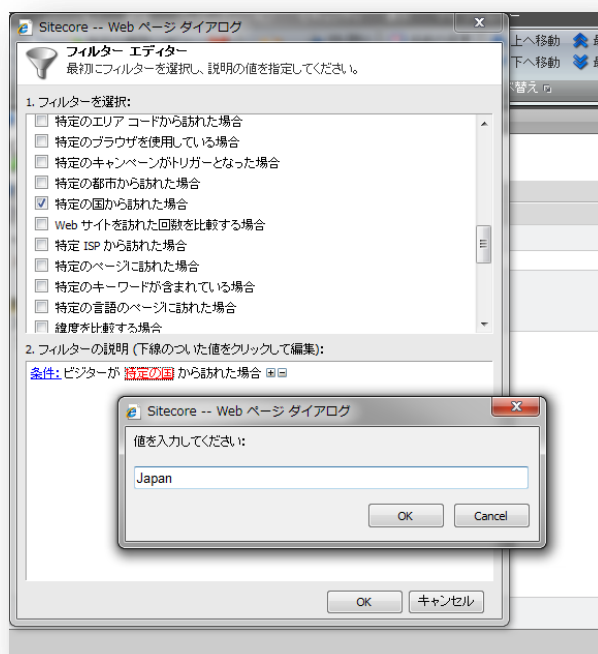 Sitecore -- Web ページ ダイアログ
フィルター エディター
最初にフィルターを選択し、説明の値を指定してください。
上へ移動
下へ移動
替え
1. フィルターを選択:
特定のエリア コードから訪れた場合
特定のブラウザを使用している場合
特定のキャンペーンがトリガーとなった場合
特定の都市から訪れた場合
特定の国から訪れた場合
Web サイトを訪れた回数を比較する場合
特定 ISP から訪れた場合
特定のページに訪れた場合
特定のキーワードが含まれている場合
特定の言語のページに訪れた場合
緯度を比較する場合
2. フィルターの説明 (下線のついた値をクリックして編集):
条件: ビジターが 特定の国 から訪れた場合
Sitecore -- Web ページ ダイアログ
値を入力してください:
Japan
OK Cancel
OK キャンセル